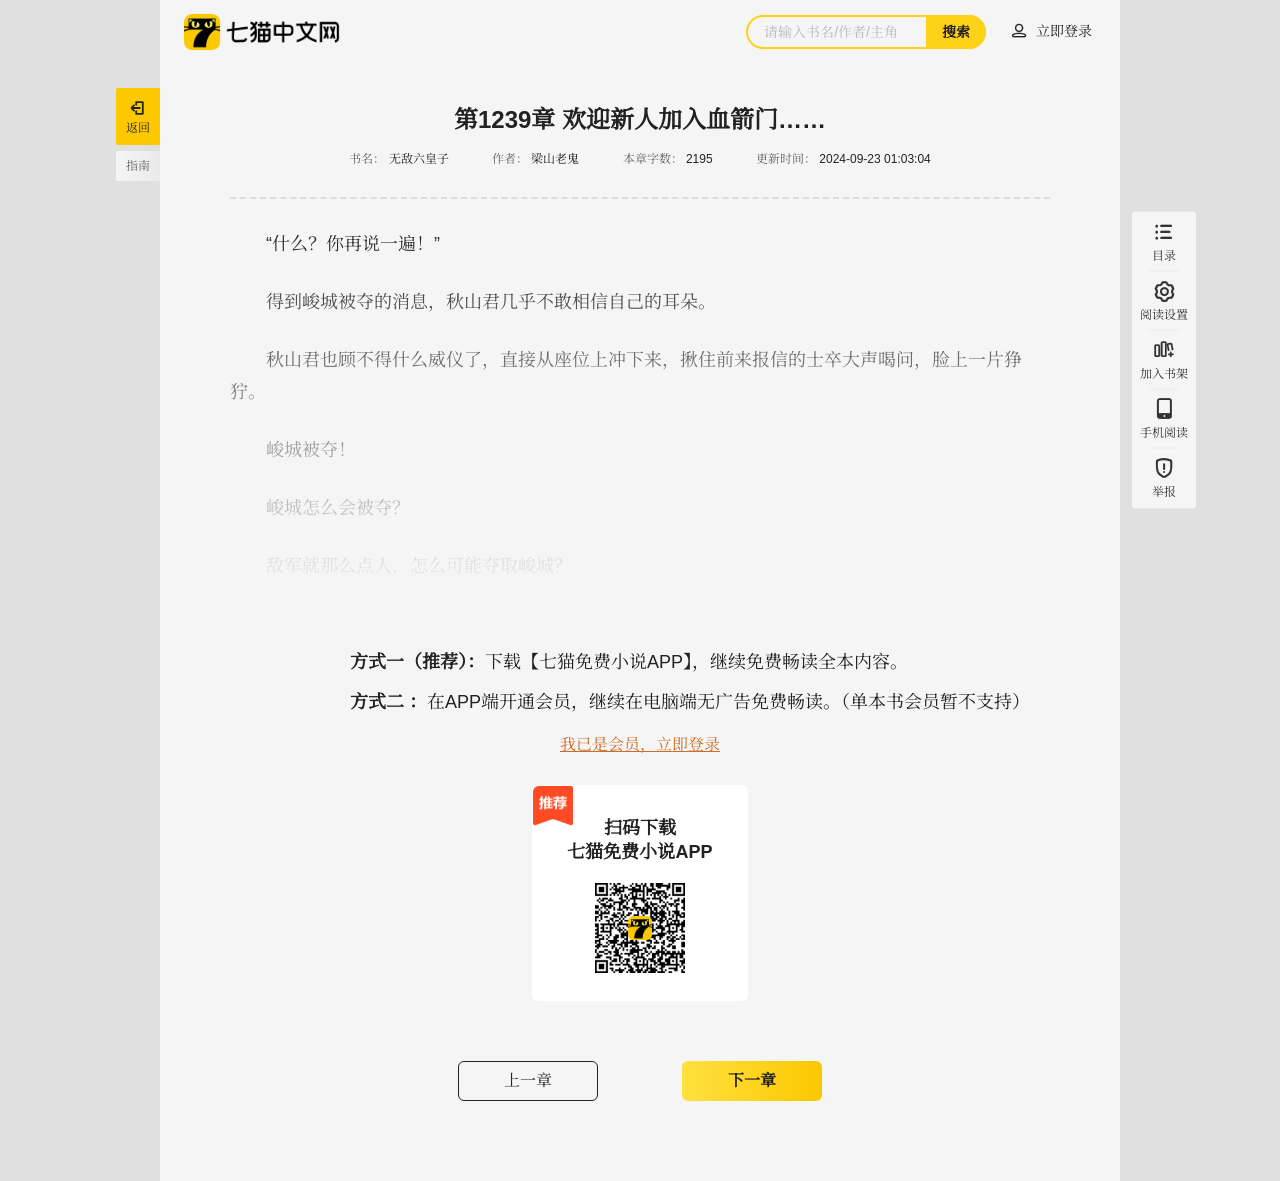 七猫中文网
请输入书名/作者/主角
搜索
立即登录
返回
指南
第1239章 欢迎新人加入血箭门……
书名： 无敌六皇子 作者： 梁山老鬼 本章字数： 2195 更新时间： 2024-09-23 01:03:04
“什么？你再说一遍！”
得到峻城被夺的消息，秋山君几乎不敢相信自己的耳朵。
秋山君也顾不得什么威仪了，直接从座位上冲下来，揪住前来报信的士卒大声喝问，脸上一片狰
狞。
峻城被夺！
峻城怎么会被夺？
敌军就那么点人，怎么可能夺取峻城？
目录
阅读设置
加入书架
手机阅读
举报
方式一（推荐）：下载【七猫免费小说APP】，继续免费畅读全本内容。
方式二 ：在APP端开通会员，继续在电脑端无广告免费畅读。（单本书会员暂不支持）
我已是会员，立即登录
推荐
扫码下载
七猫免费小说APP
上一章
下一章